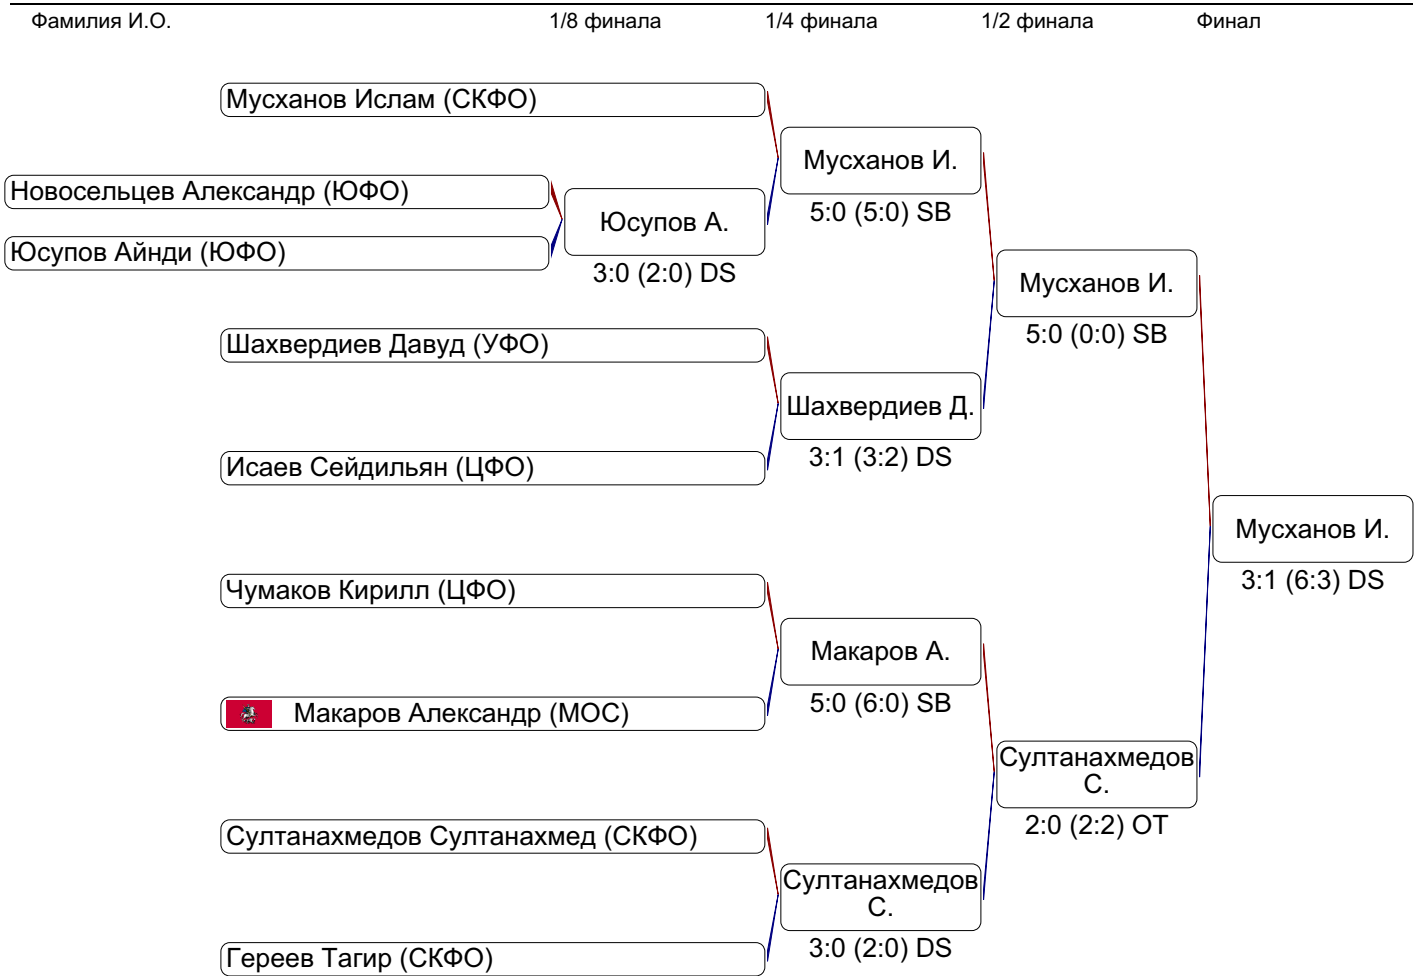 Фамилия И.О. 1/8 финала 1/4 финала 1/2 финала Финал
Мусханов Ислам (СКФО)
Мусханов И.
5:0 (5:0) SB
Новосельцев Александр (ЮФО)
Юсупов А.
3:0 (2:0) DS
Юсупов Айнди (ЮФО)
Мусханов И.
5:0 (0:0) SB
Шахвердиев Давуд (УФО)
Шахвердиев Д.
3:1 (3:2) DS
Исаев Сейдильян (ЦФО)
Мусханов И.
3:1 (6:3) DS
Чумаков Кирилл (ЦФО)
Макаров А.
5:0 (6:0) SB
Макаров Александр (МОС)
Султанахмедов
С.
2:0 (2:2) OT
Султанахмедов Султанахмед (СКФО)
Султанахмедов
С.
3:0 (2:0) DS
Гереев Тагир (СКФО)